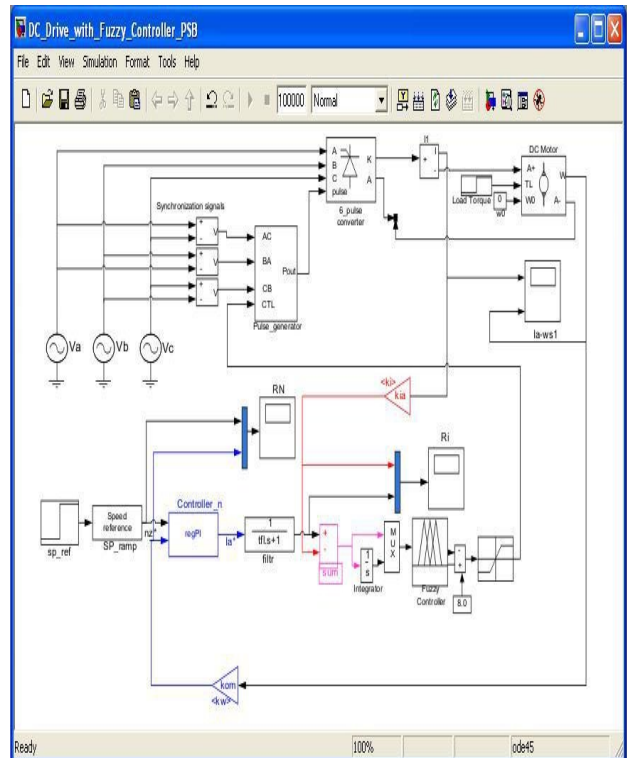 DC_Drive_with_Fuzzy_Controller_PSB
File Edit View Simulation Format Tools Help
100000 Normal
A
B
C
pulse
K
A
6_pulse
converter
I1
+
-
I
DC Motor
A+
TL
W0
W
A-
Load Torque
0
w0
Synchronization signals
+
-
V
+
-
V
+
-
V
AC
BA
CB
CTL
Pout
Pulse_generator
Ia-ws1
Va
Vb
Vc
<ki>
kia
RN
Ri
sp_ref
Speed
reference
SP_ramp
nz*
Controller_n
regPI
Ia*
1
tfi.s+1
filtr
+
-
sum
1
s
Integrator
M
U
X
Fuzzy
Controller
-
+
8.0
kom
<kw>
Ready 100% ode45